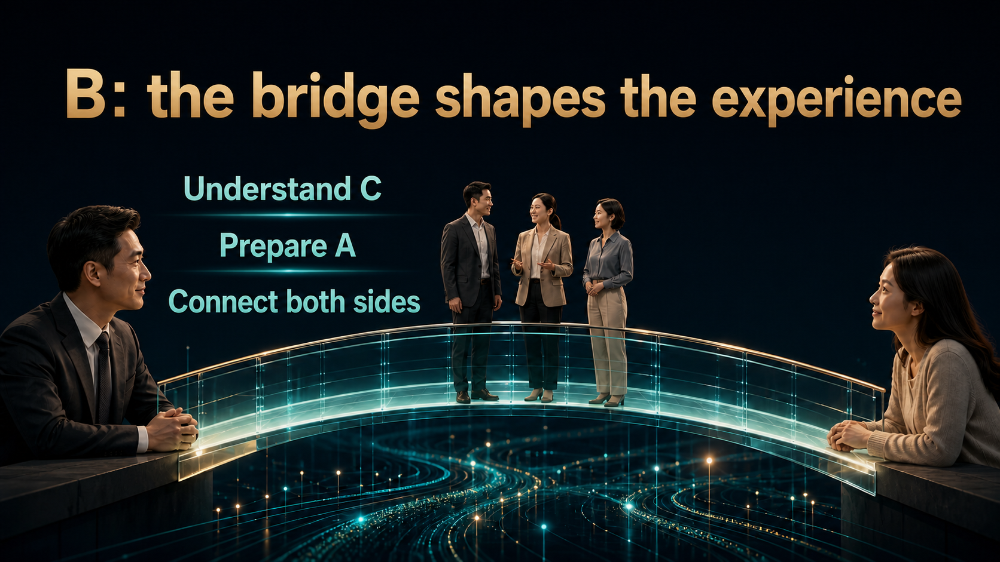 B: the bridge shapes the experience
Understand C
Prepare A
Connect both sides